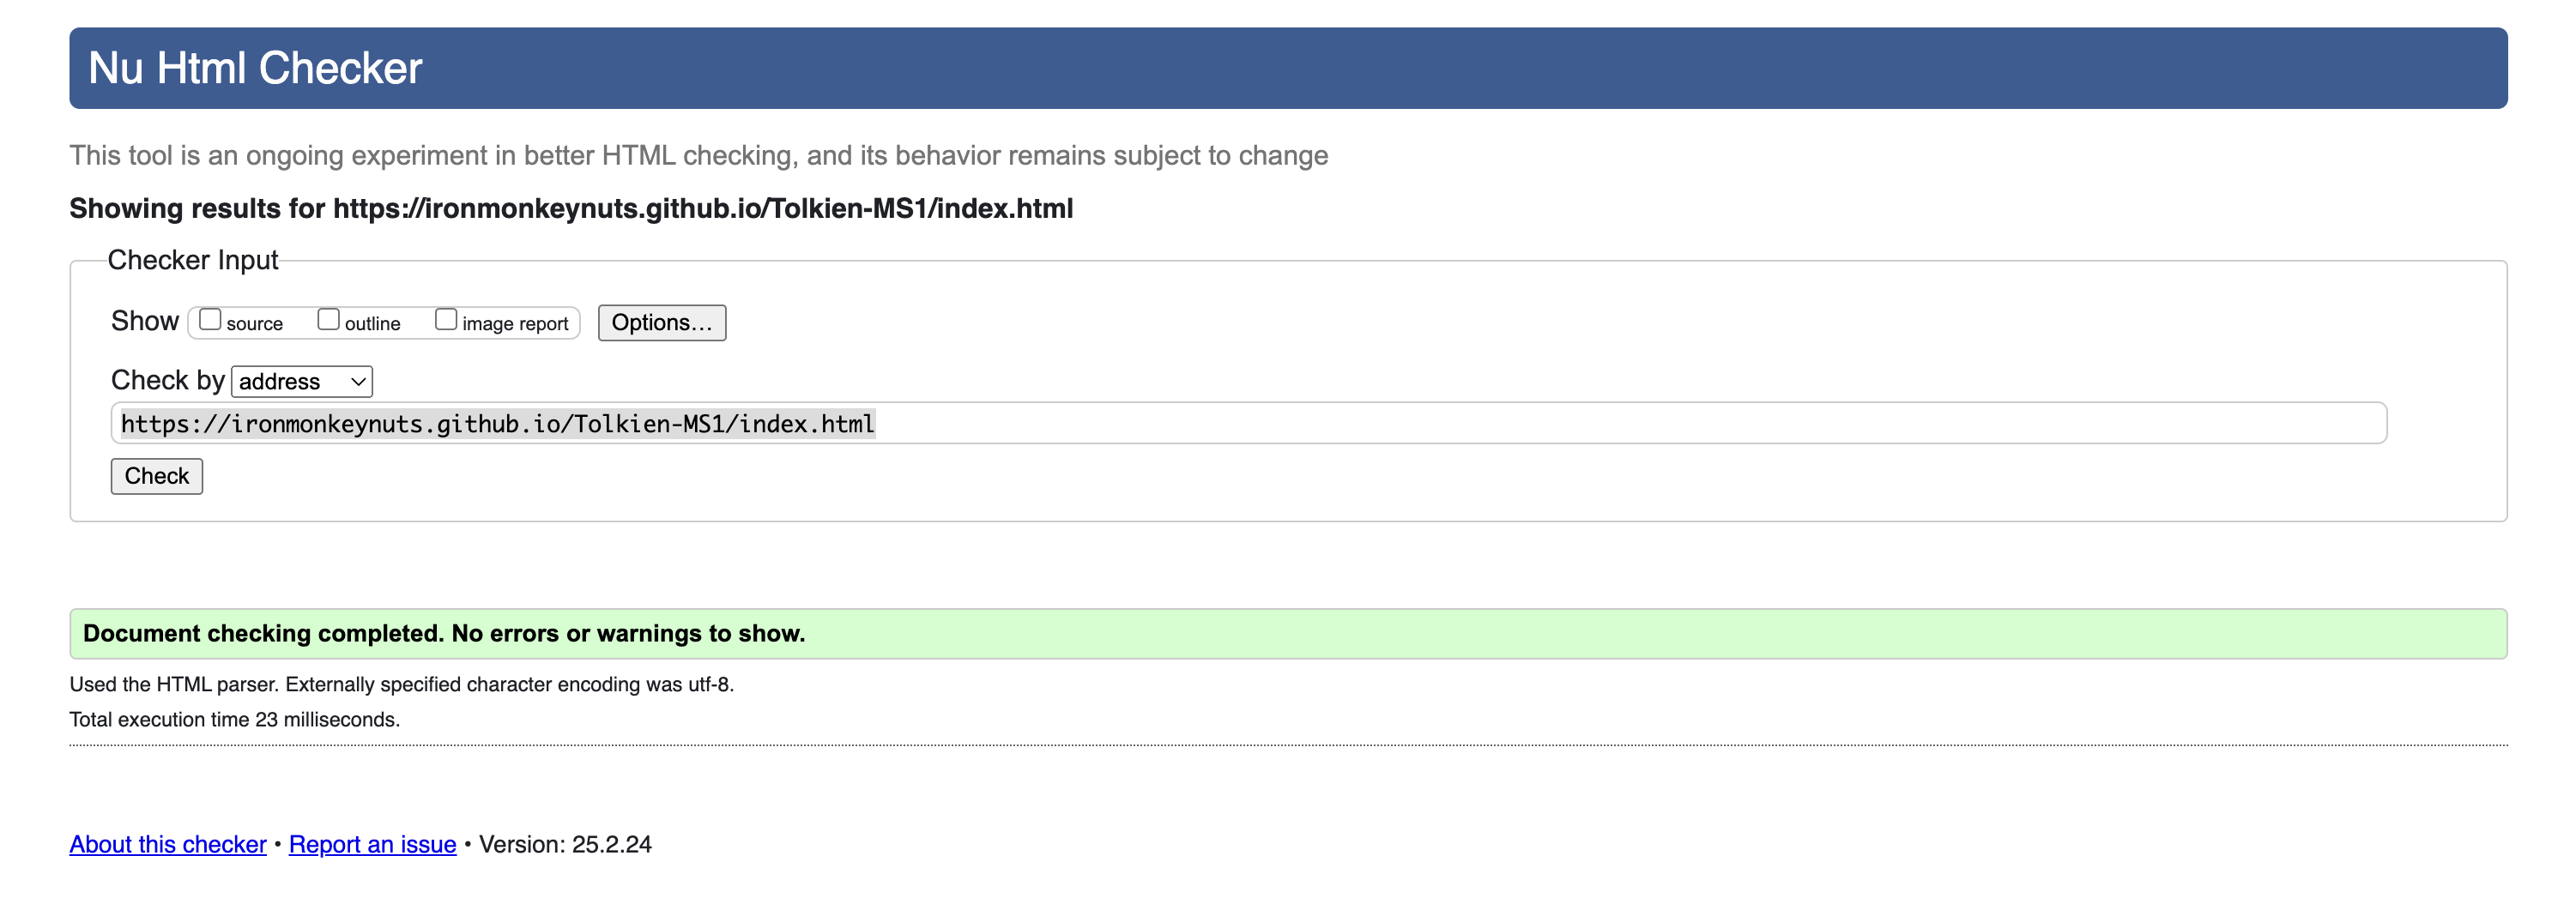 Nu Html Checker
This tool is an ongoing experiment in better HTML checking, and its behavior remains subject to change
Showing results for https://ironmonkeynuts.github.io/Tolkien-MS1/index.html
Checker Input
Show source outline image report Options…
Check by address
https://ironmonkeynuts.github.io/Tolkien-MS1/index.html
Check
Document checking completed. No errors or warnings to show.
Used the HTML parser. Externally specified character encoding was utf-8.
Total execution time 23 milliseconds.
About this checker • Report an issue • Version: 25.2.24